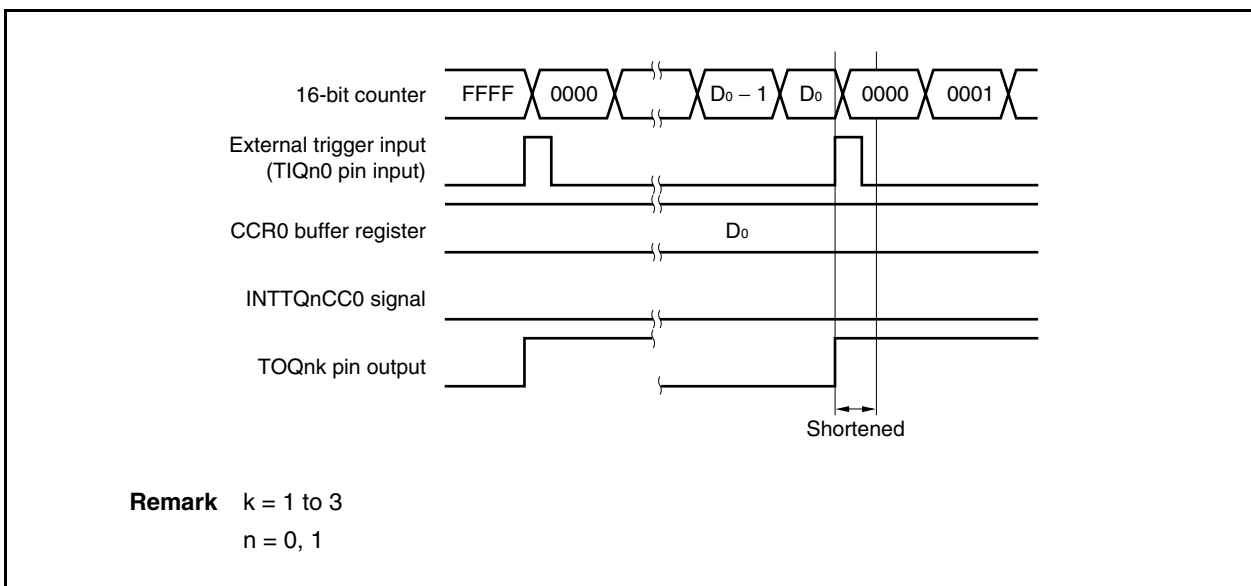 16-bit counter FFFF 0000 D₀ − 1 D₀ 0000 0001
External trigger input
(TIQn0 pin input)
CCR0 buffer register D₀
INTTQnCC0 signal
TOQnk pin output
Shortened
Remark k = 1 to 3
n = 0, 1